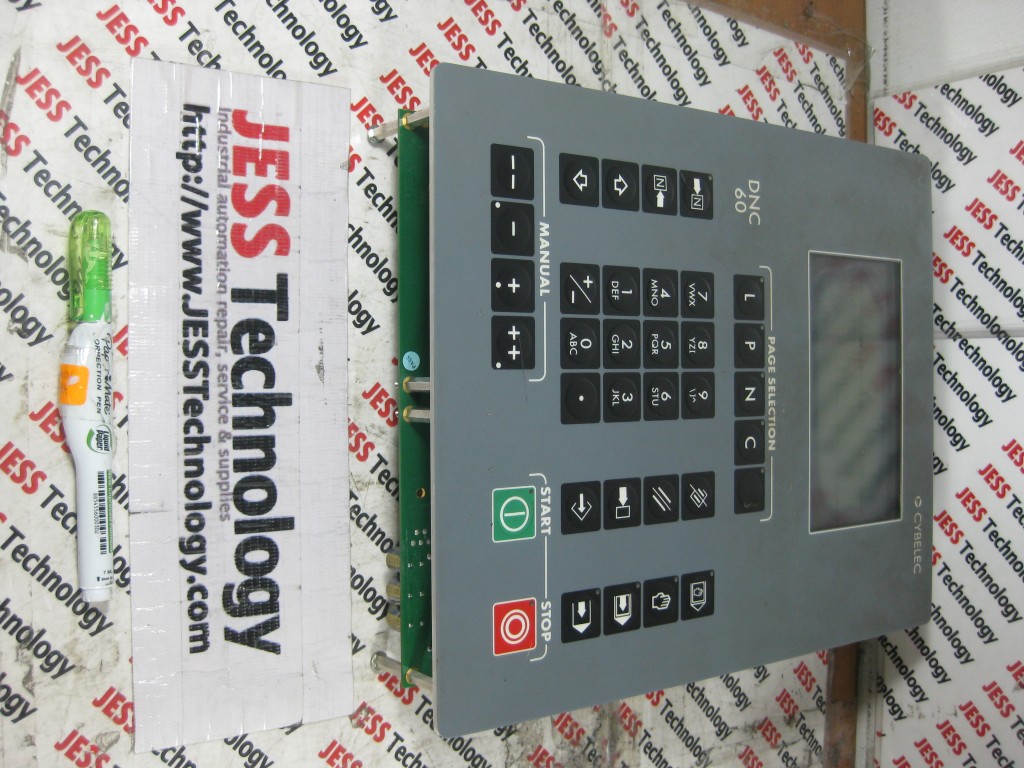 JESS Technology
Industrial automation repair, service & supplies
http://www.JESSTechnology.com
CYBELEC
DNC
60
PAGE SELECTION
L P N C
7 VWX
8
9
4 MNO
5 PQR
6 STU
1 DEF
2 GHI
3 JKL
+/-
0 ABC
.
N
N
MANUAL
-- - + ++
START
STOP
Paper Mate
CORRECTION PEN
Liquid Paper
JESS Technology